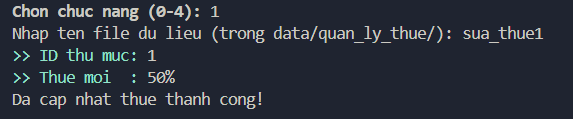 Chon chuc nang (0-4): 1
Nhap ten file du lieu (trong data/quan_ly_thue/): sua_thue1
>> ID thu muc: 1
>> Thue moi  : 50%
Da cap nhat thue thanh cong!